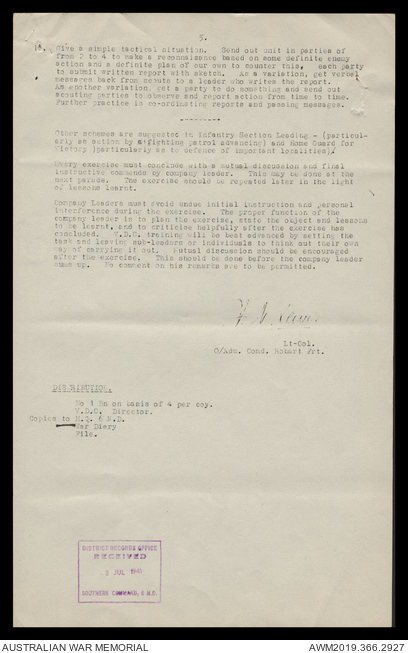 5.
18. Give a simple tactical situation. Send out unit in parties of
from 2 to 4 to make a reconnaissance based on some definite enemy
action and a definite plan of our own to counter this, each party
to submit written report with sketch. As a variation, get verbal
messages back from scouts to a leader who writes the report.
As another variation, get a party to do something and send out
scouting parties to observe and report action from time to time.
Further practice is co-ordinating reports and passing messages.
---------
Other schemes are suggested in Infantry Section Leading - (particul-
arly as action by a fighting patrol advancing) and Home Guard for
Victory (particularly as to defence of important localities).
Every exercise must conclude with a mutual discussion and final
instructive comments by company leader. This may be done at the
next parade. The exercise should be repeated later in the light
of lessons learnt.
Company Leaders must avoid undue initial instruction and personal
interference during the exercise. The proper function of the
company leader is to plan the exercise, state the object and lessons
to be learnt, and to criticise helpfully after the exercise has
concluded. V.D.C. training will be best advanced by setting the
task and leaving sub-leaders or individuals to think out their own
way of carrying it out. Mutual discussion should be encouraged
after the exercise. This should be done before the company leader
sums up. No comment on his remarks are to be permitted.
Lt-Col.
O/Adm. Comd. Hobart Art.
DISTRIBUTION.
No 1 Bn on basis of 4 per coy.
V.D.C. Director.
Copies to H.Q. 6 M.D.
War Diary
File.
DISTRICT RECORDS OFFICE
RECEIVED
JUL
SOUTHERN COMMAND,
AUSTRALIAN WAR MEMORIAL
AWM2019.366.2927